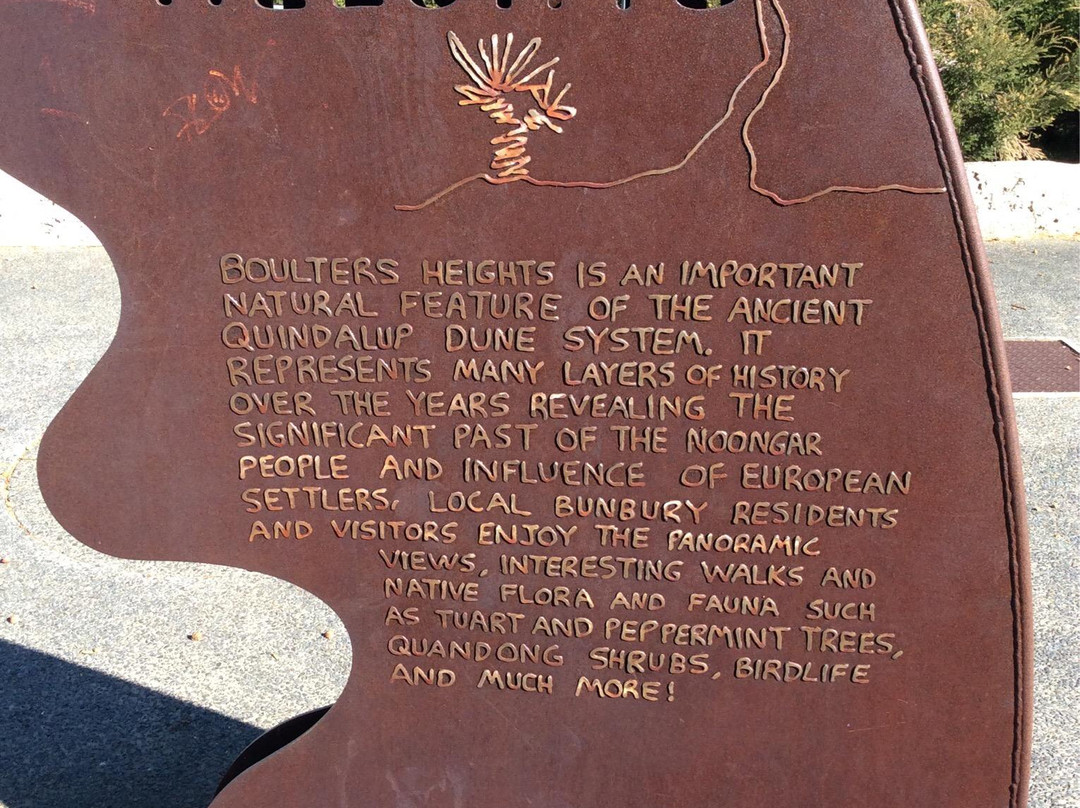 BOULTERS HEIGHTS IS AN IMPORTANT
NATURAL FEATURE OF THE ANCIENT
QUINDALUP DUNE SYSTEM. IT
REPRESENTS MANY LAYERS OF HISTORY
OVER THE YEARS REVEALING THE
SIGNIFICANT PAST OF THE NOONGAR
PEOPLE AND INFLUENCE OF EUROPEAN
SETTLERS, LOCAL BUNBURY RESIDENTS
AND VISITORS ENJOY THE PANORAMIC
VIEWS, INTERESTING WALKS AND
NATIVE FLORA AND FAUNA SUCH
AS TUART AND PEPPERMINT TREES,
QUANDONG SHRUBS, BIRDLIFE
AND MUCH MORE!